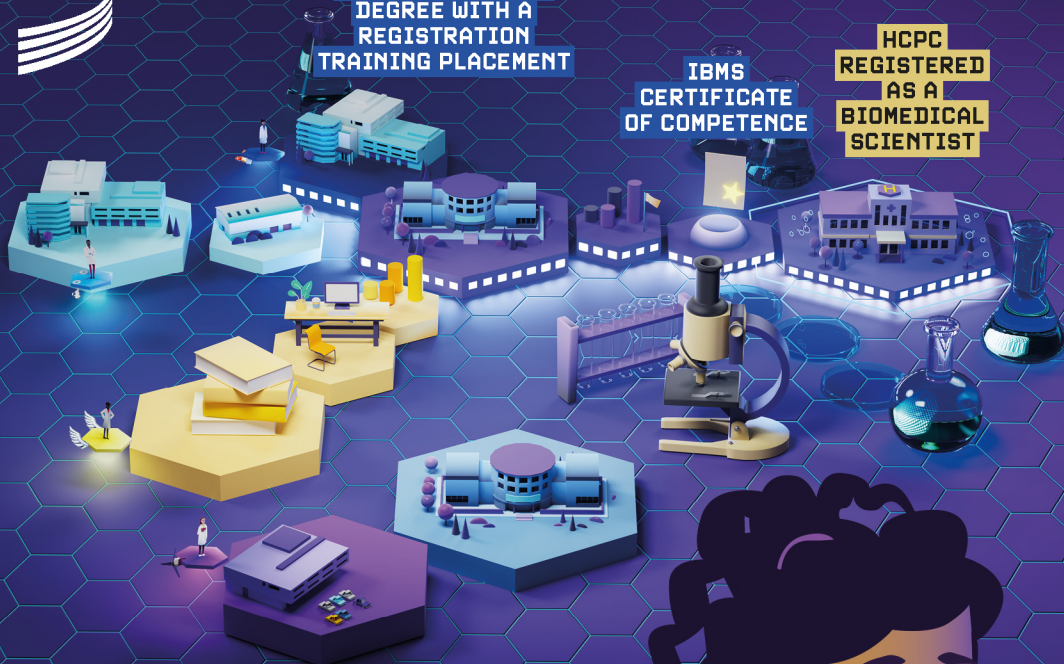 DEGREE WITH A
REGISTRATION
TRAINING PLACEMENT
IBMS
CERTIFICATE
OF COMPETENCE
HCPC
REGISTERED
AS A
BIOMEDICAL
SCIENTIST
H